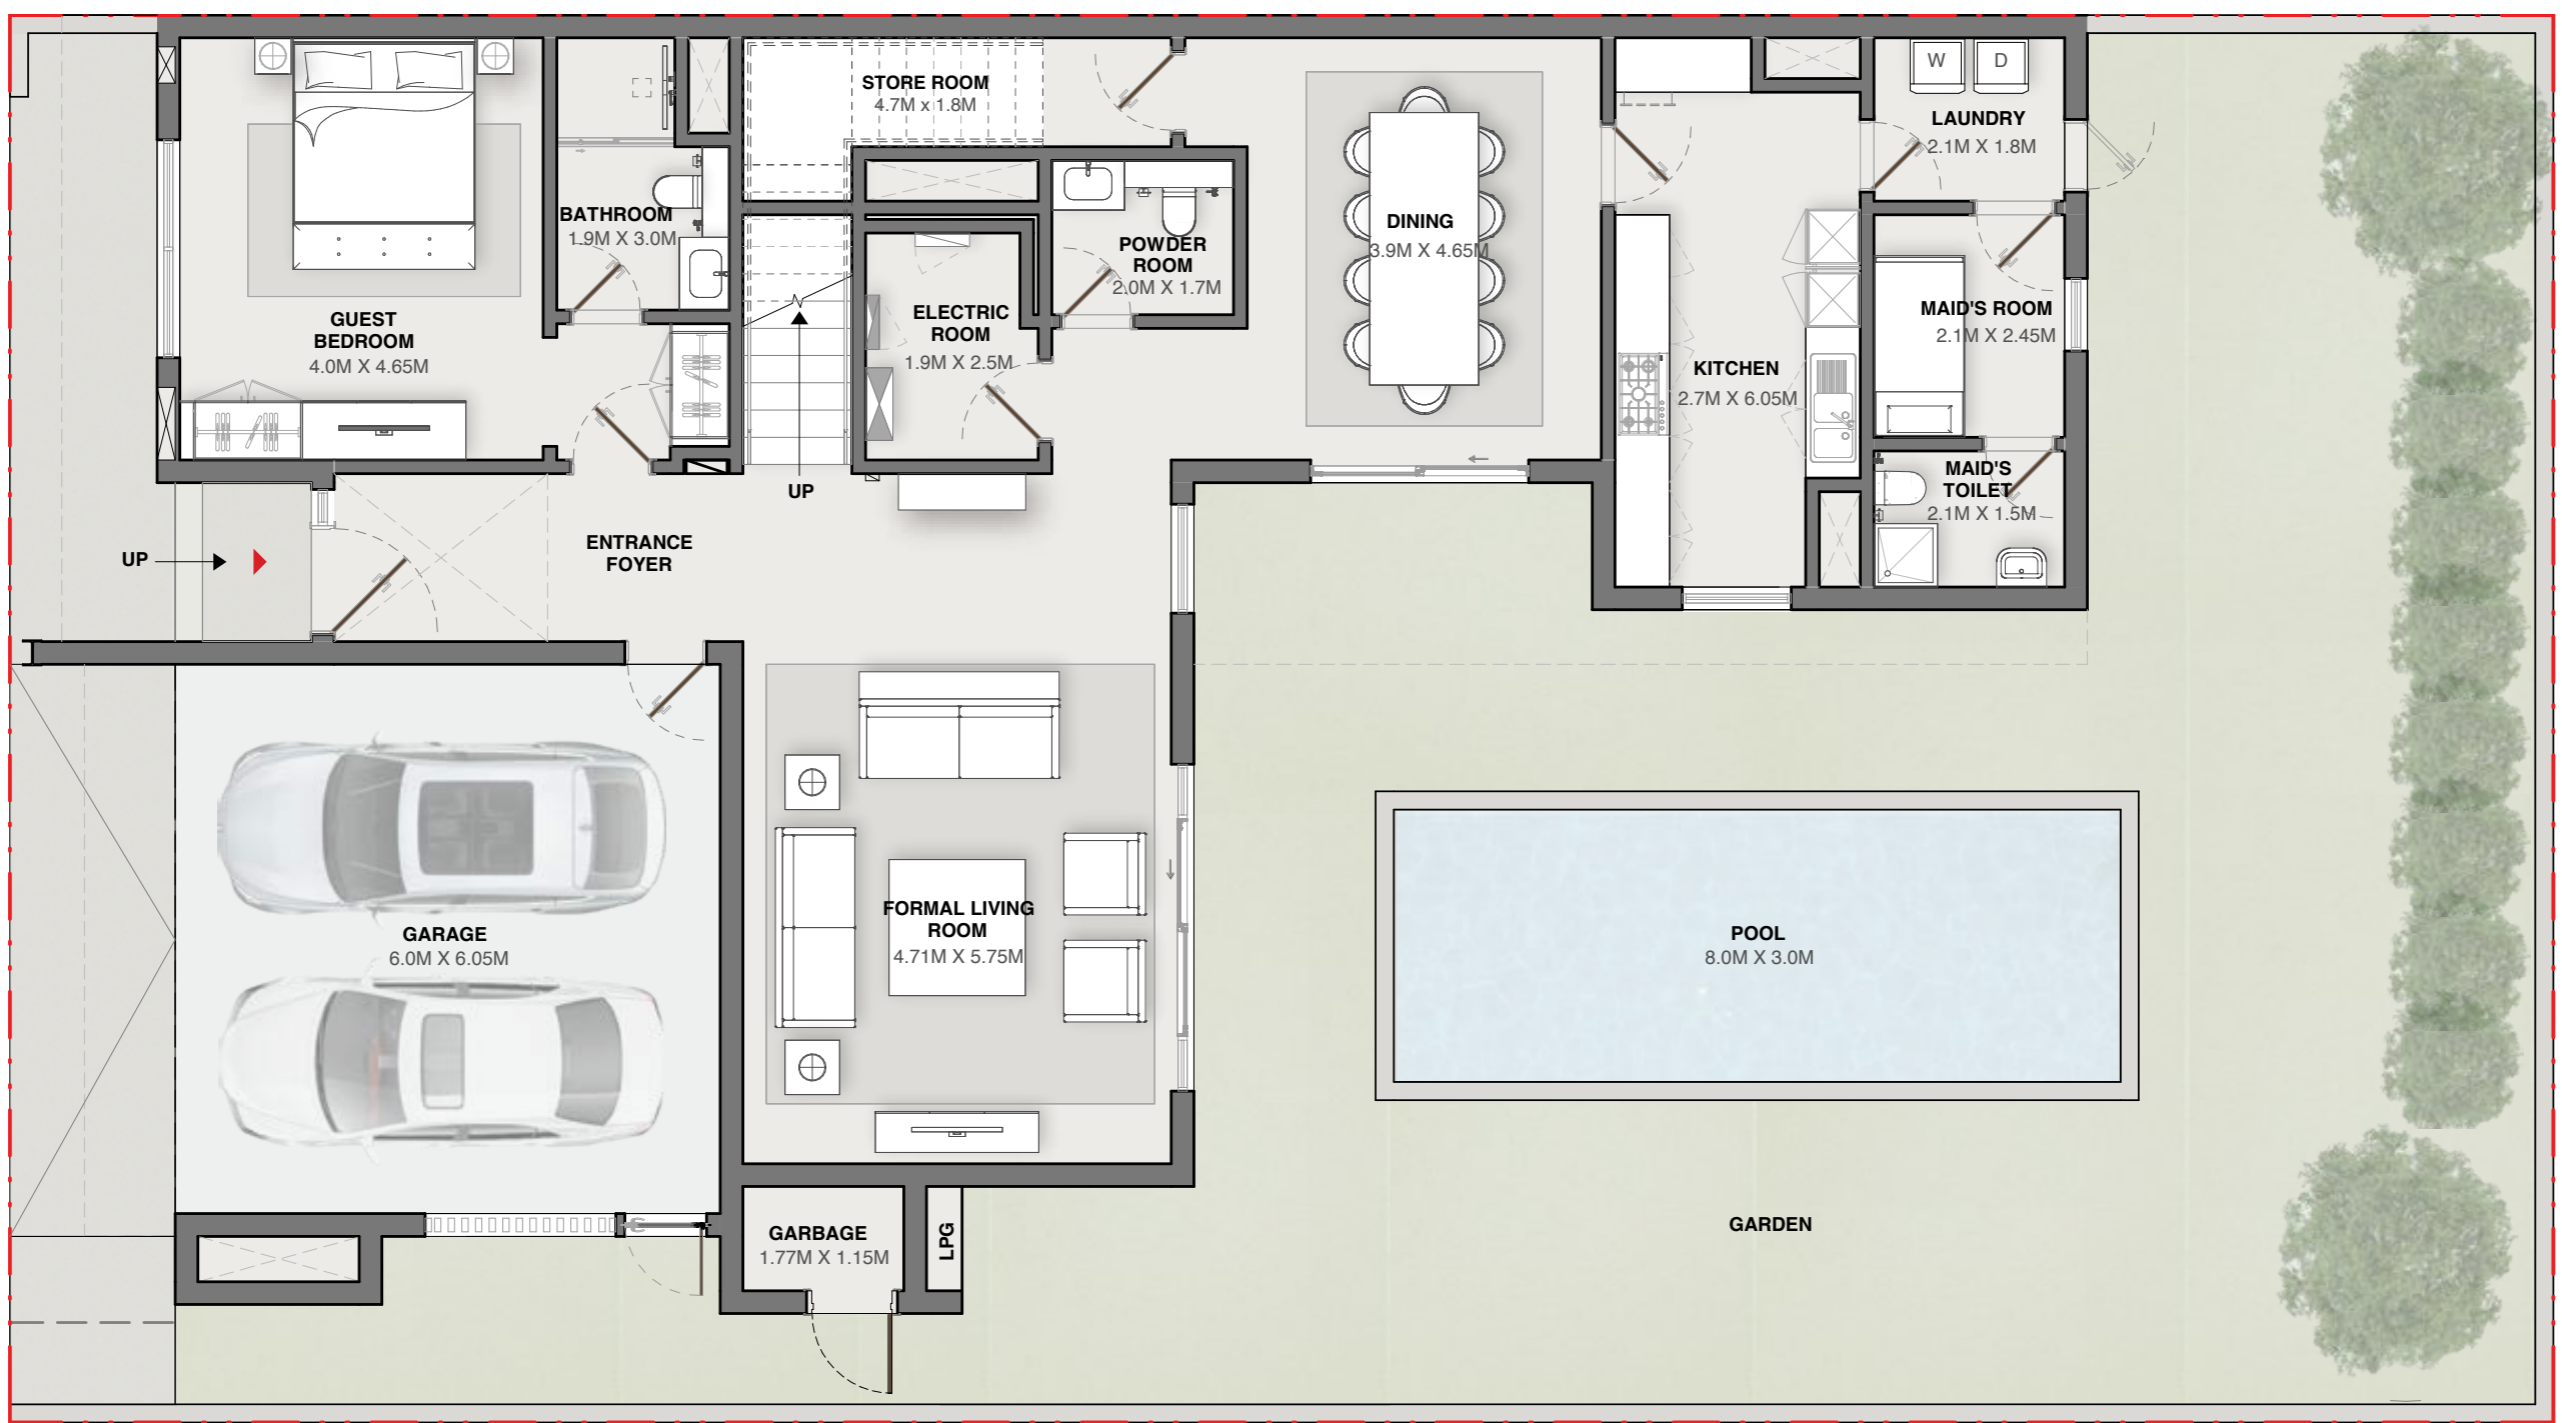 STORE ROOM
4.7M x 1.8M
W
D
LAUNDRY
2.1M X 1.8M
BATHROOM
1.9M X 3.0M
DINING
3.9M X 4.65M
POWDER
ROOM
2.0M X 1.7M
GUEST
BEDROOM
4.0M X 4.65M
ELECTRIC
ROOM
1.9M X 2.5M
MAID'S ROOM
2.1M X 2.45M
KITCHEN
2.7M X 6.05M
MAID'S
TOILET
2.1M X 1.5M
UP
UP
ENTRANCE
FOYER
FORMAL LIVING
ROOM
4.71M X 5.75M
GARAGE
6.0M X 6.05M
POOL
8.0M X 3.0M
GARBAGE
1.77M X 1.15M
LPG
GARDEN